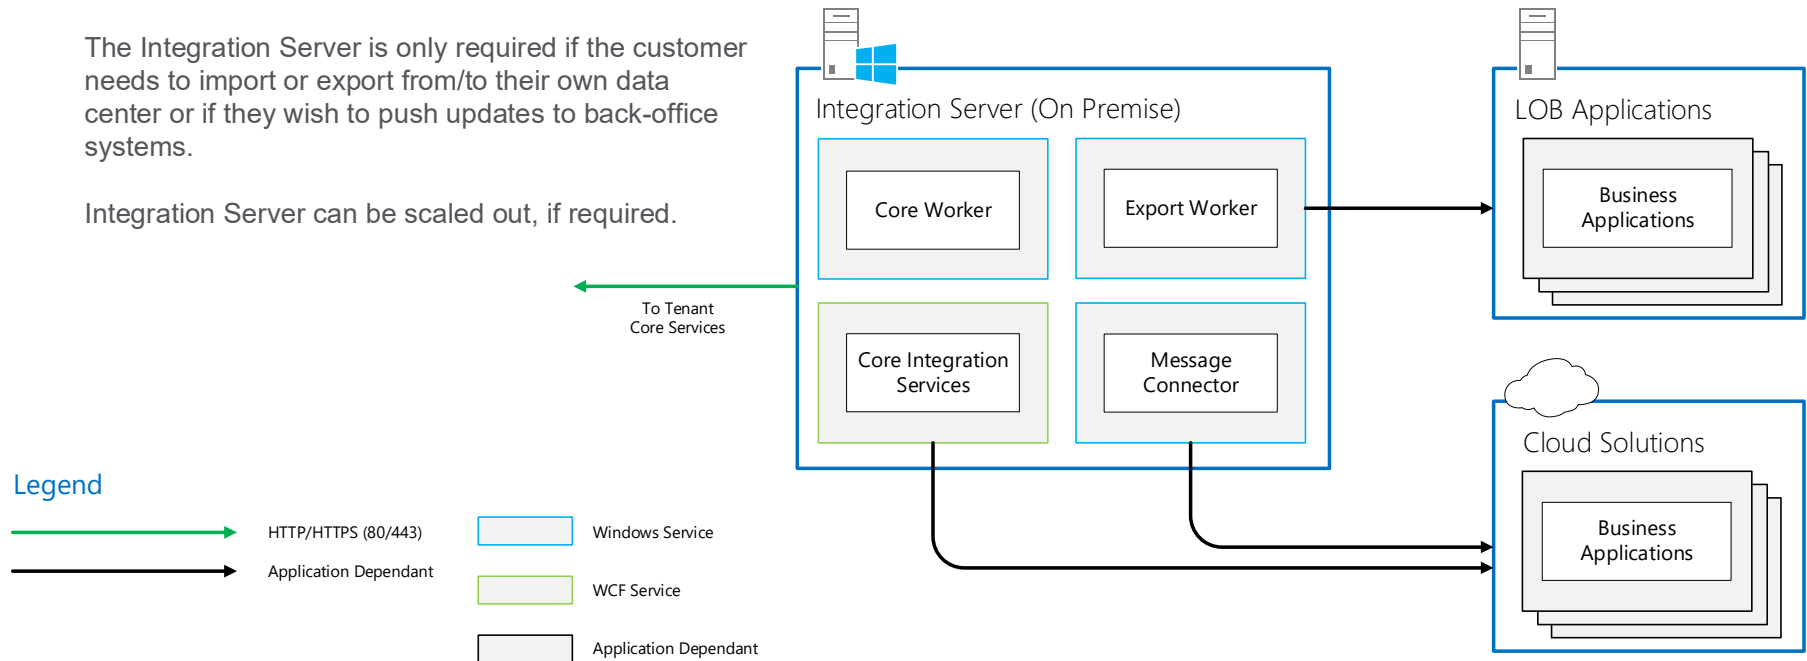 The Integration Server is only required if the customer
needs to import or export from/to their own data
center or if they wish to push updates to back-office
systems.
Integration Server can be scaled out, if required.
To Tenant
Core Services
Integration Server (On Premise)
Core Worker
Export Worker
Core Integration
Services
Message
Connector
LOB Applications
Business
Applications
Cloud Solutions
Business
Applications
Legend
HTTP/HTTPS (80/443)
Application Dependant
Windows Service
WCF Service
Application Dependant